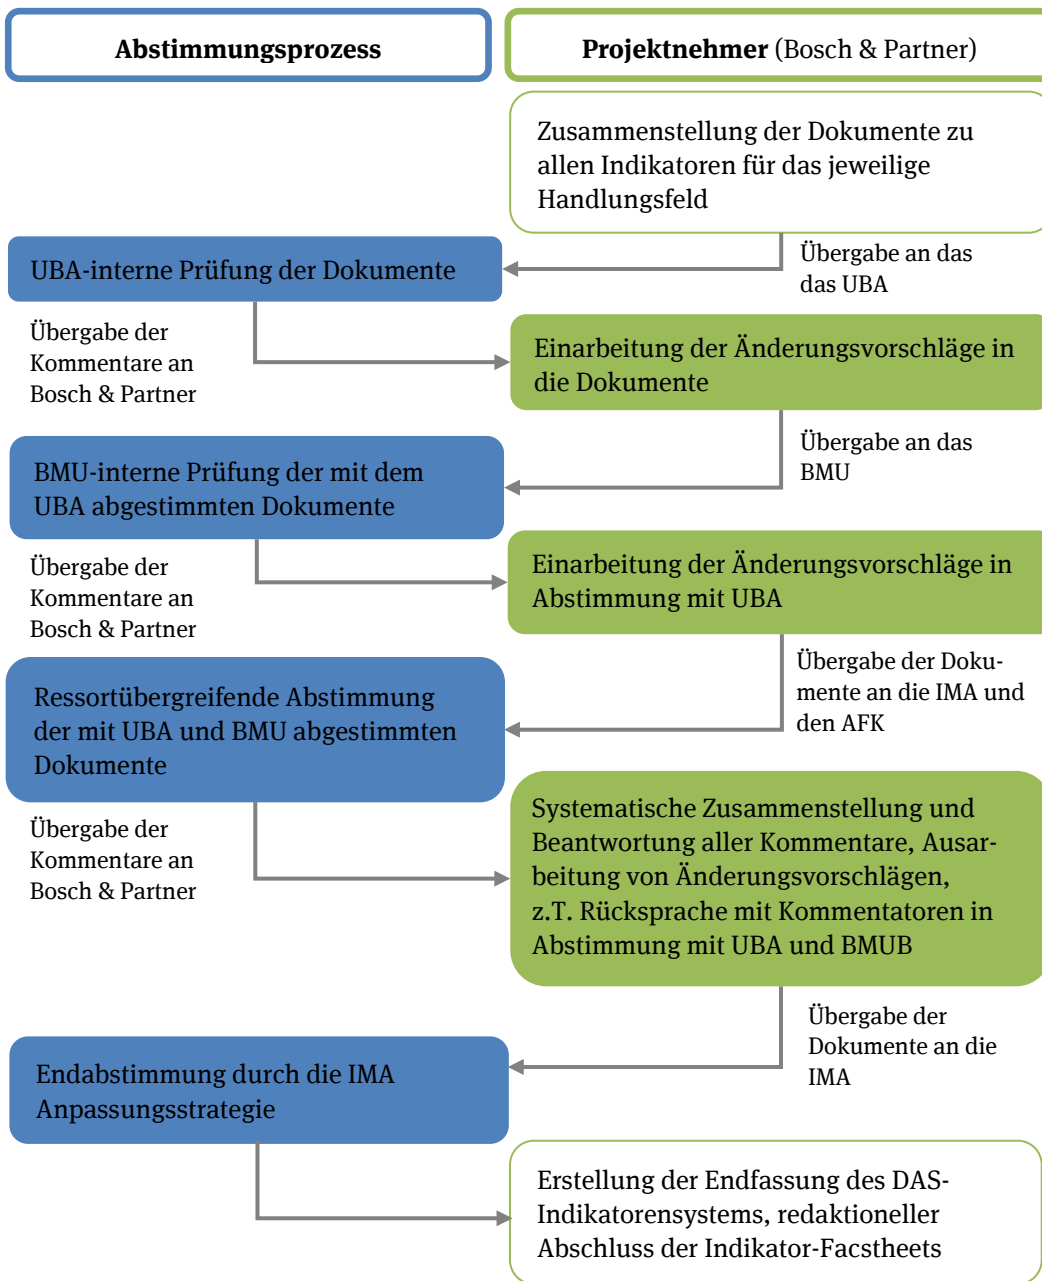 Abstimmungsprozess
Projektnehmer (Bosch & Partner)
Zusammenstellung der Dokumente zu
allen Indikatoren für das jeweilige
Handlungsfeld
Übergabe an das
das UBA
UBA-interne Prüfung der Dokumente
Übergabe der
Kommentare an
Bosch & Partner
Einarbeitung der Änderungsvorschläge in
die Dokumente
Übergabe an das
BMU
BMU-interne Prüfung der mit dem
UBA abgestimmten Dokumente
Übergabe der
Kommentare an
Bosch & Partner
Einarbeitung der Änderungsvorschläge in
Abstimmung mit UBA
Übergabe der Doku-
mente an die IMA und
den AFK
Ressortübergreifende Abstimmung
der mit UBA und BMU abgestimmten
Dokumente
Übergabe der
Kommentare an
Bosch & Partner
Systematische Zusammenstellung und
Beantwortung aller Kommentare, Ausar-
beitung von Änderungsvorschlägen,
z.T. Rücksprache mit Kommentatoren in
Abstimmung mit UBA und BMUB
Übergabe der
Dokumente an die
IMA
Endabstimmung durch die IMA
Anpassungsstrategie
Erstellung der Endfassung des DAS-
Indikatorensystems, redaktioneller
Abschluss der Indikator-Facstheets